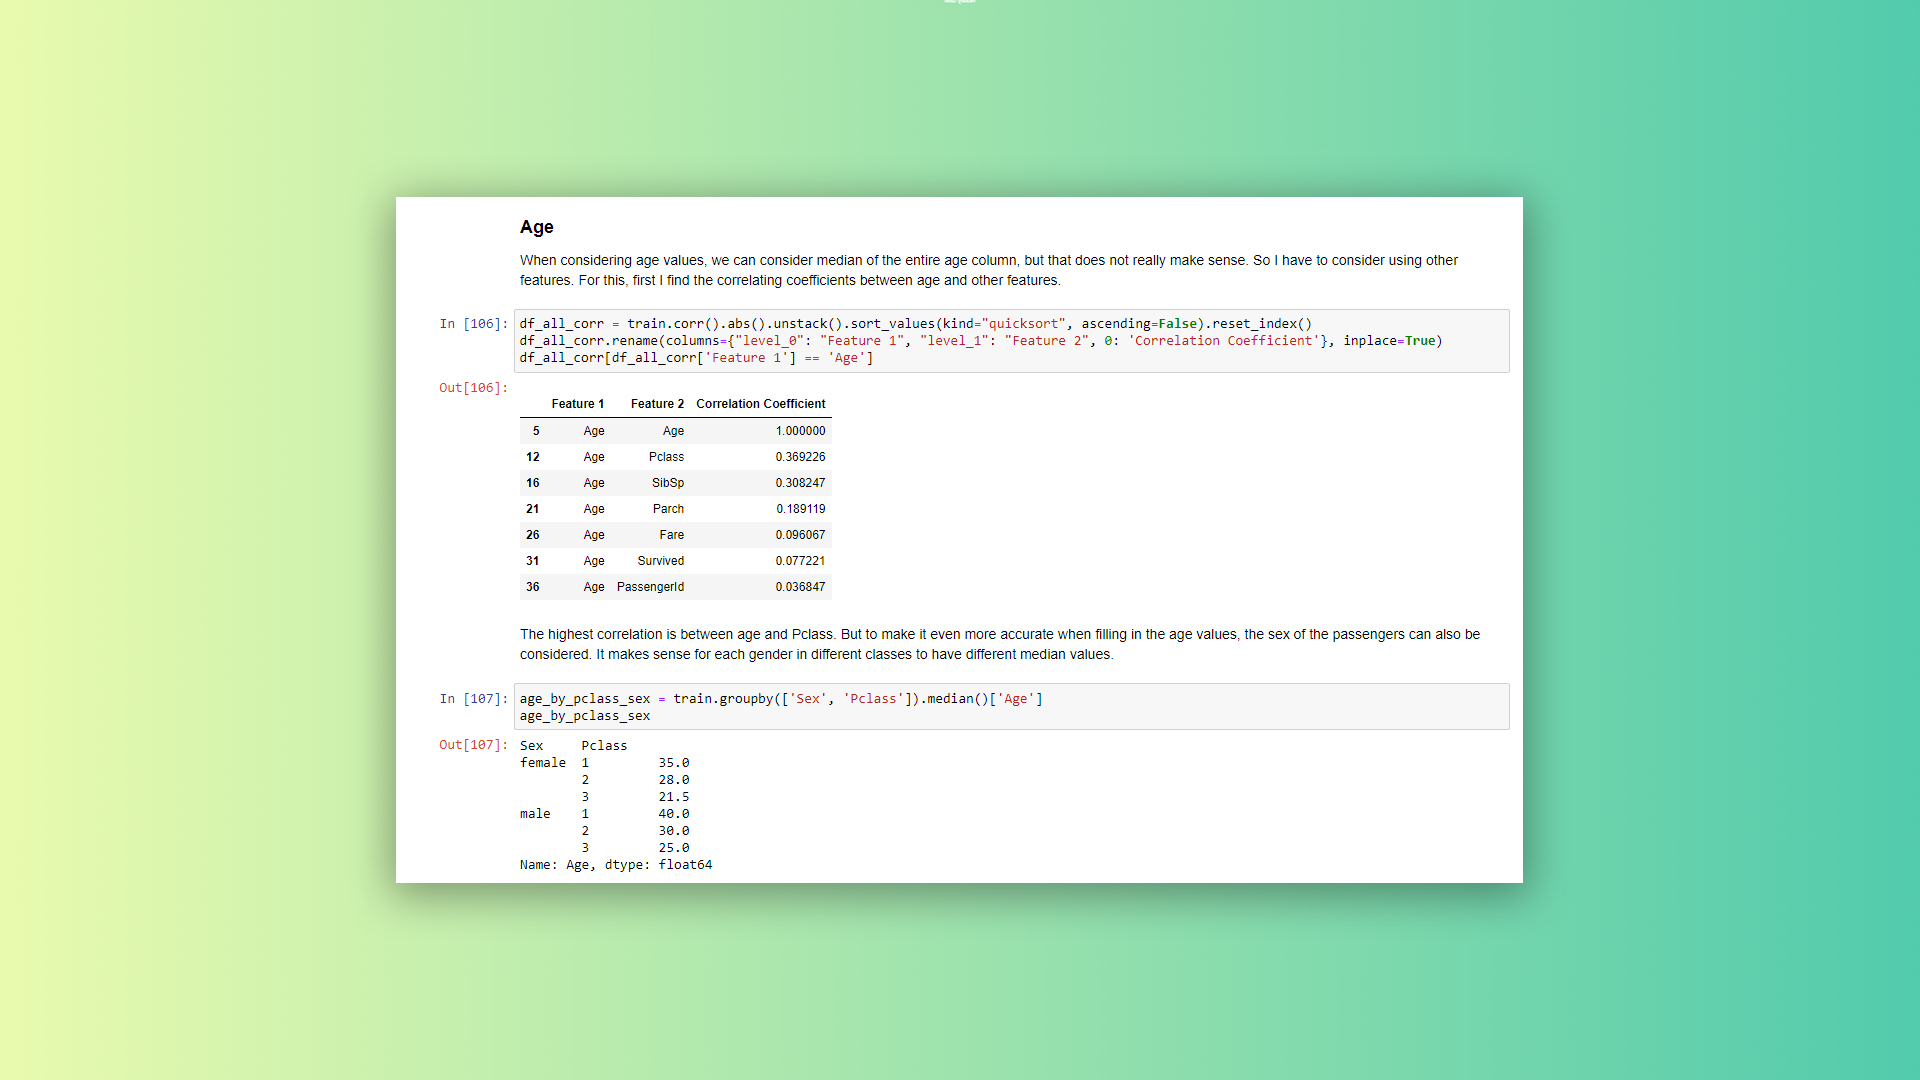 Age
When considering age values, we can consider median of the entire age column, but that does not really make sense. So I have to consider using other
features. For this, first I find the correlating coefficients between age and other features.
In [106]: df_all_corr = train.corr().abs().unstack().sort_values(kind="quicksort", ascending=False).reset_index()
df_all_corr.rename(columns={"level_0": "Feature 1", "level_1": "Feature 2", 0: 'Correlation Coefficient'}, inplace=True)
df_all_corr[df_all_corr['Feature 1'] == 'Age']
Out[106]:
Feature 1 Feature 2 Correlation Coefficient
5 Age Age 1.000000
12 Age Pclass 0.369226
16 Age SibSp 0.308247
21 Age Parch 0.189119
26 Age Fare 0.096067
31 Age Survived 0.077221
36 Age PassengerId 0.036847
The highest correlation is between age and Pclass. But to make it even more accurate when filling in the age values, the sex of the passengers can also be
considered. It makes sense for each gender in different classes to have different median values.
In [107]: age_by_pclass_sex = train.groupby(['Sex', 'Pclass']).median()['Age']
age_by_pclass_sex
Out[107]: Sex Pclass
female 1 35.0
2 28.0
3 21.5
male 1 40.0
2 30.0
3 25.0
Name: Age, dtype: float64